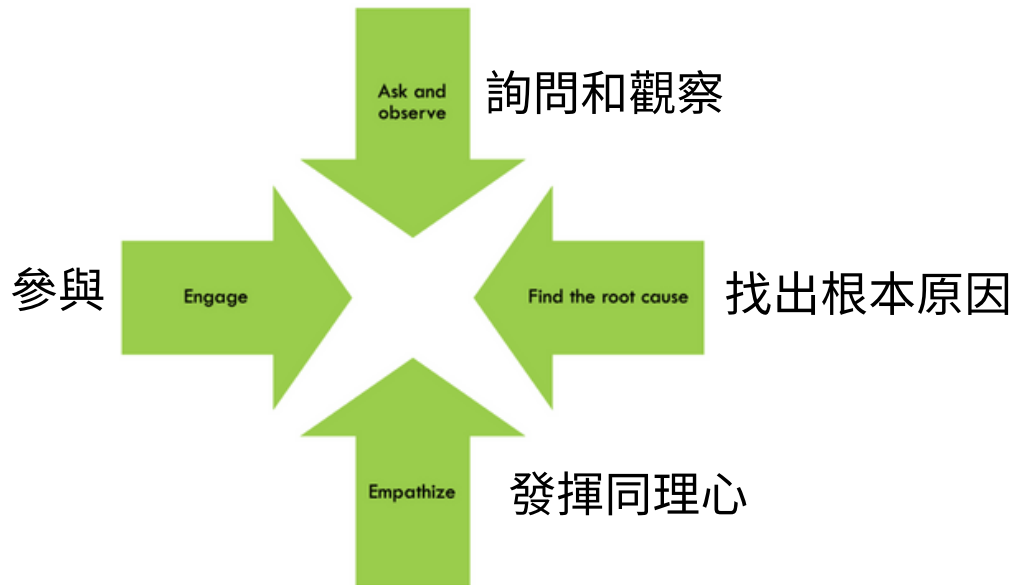 Ask and
observe
詢問和觀察
參與
Engage
Find the root cause
找出根本原因
Empathize
發揮同理心